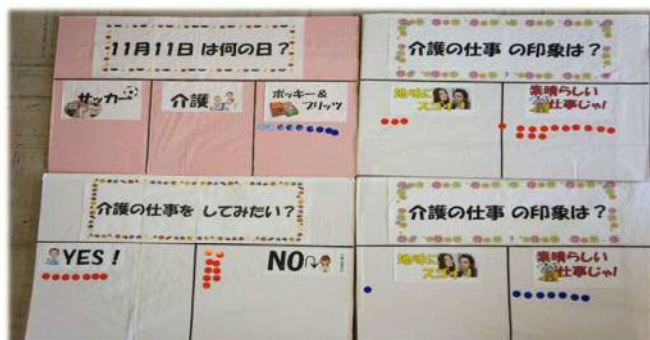 11月11日 は何の日？
サッカー
介護
ポッキー＆
プリッツ
介護の仕事 の印象は？
地味に
スゴイ
素晴らしい
仕事じゃ!
介護の仕事を してみたい？
YES！
NO
介護の仕事 の印象は？
地味に
スゴイ
素晴らしい
仕事じゃ!